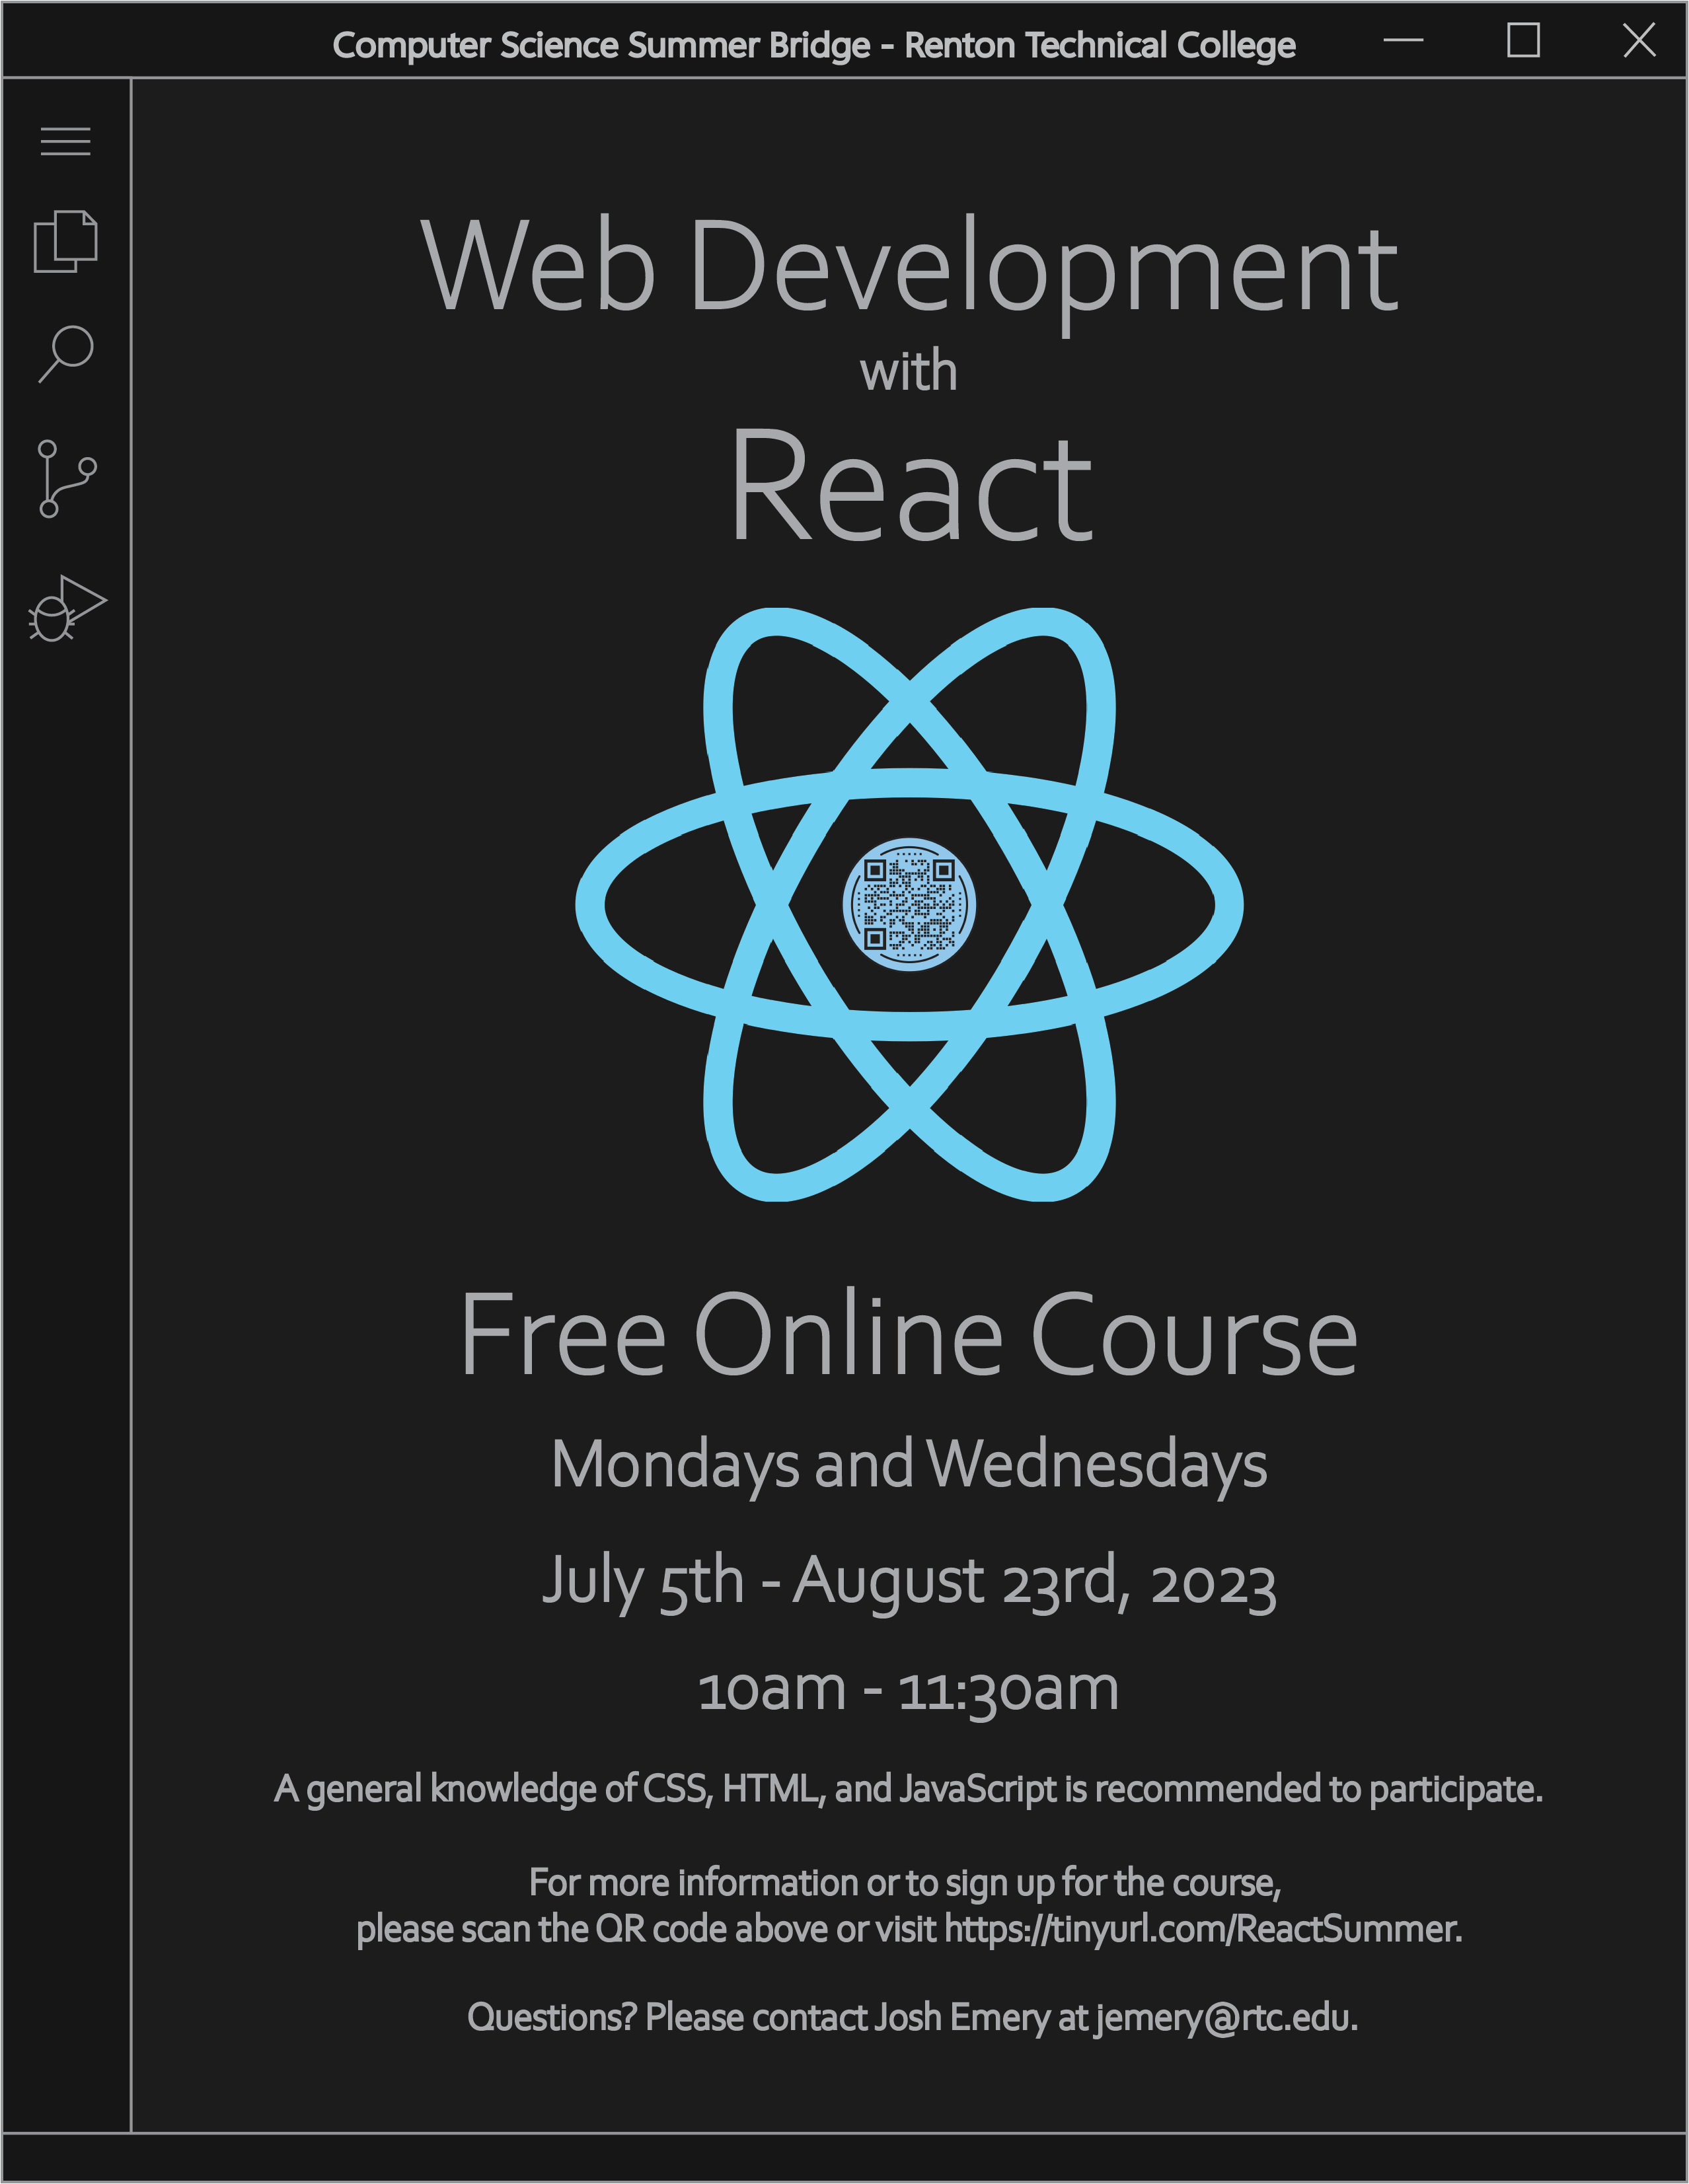 Computer Science Summer Bridge - Renton Technical College
Web Development
with
React
Free Online Course
Mondays and Wednesdays
July 5th - August 23rd, 2023
10am - 11:30am
A general knowledge of CSS, HTML, and JavaScript is recommended to participate.
For more information or to sign up for the course,
please scan the QR code above or visit https://tinyurl.com/ReactSummer.
Questions? Please contact Josh Emery at jemery@rtc.edu.